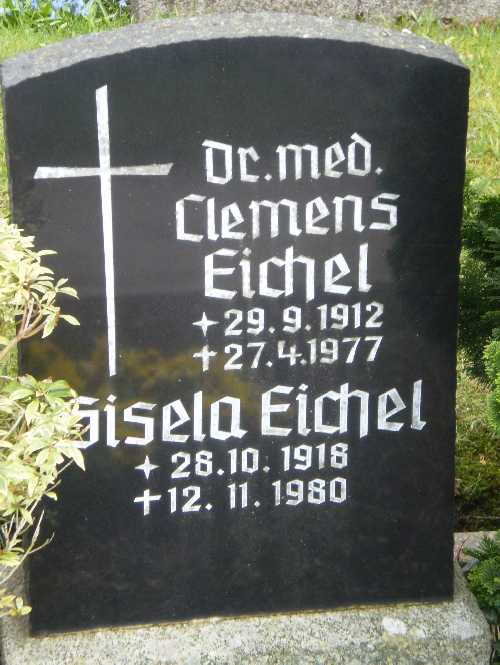 Dr. med.
Clemens
Eichel
✦ 29. 9. 1912
✝ 27. 4. 1977
Gisela Eichel
✦ 28. 10. 1918
✝ 12. 11. 1980